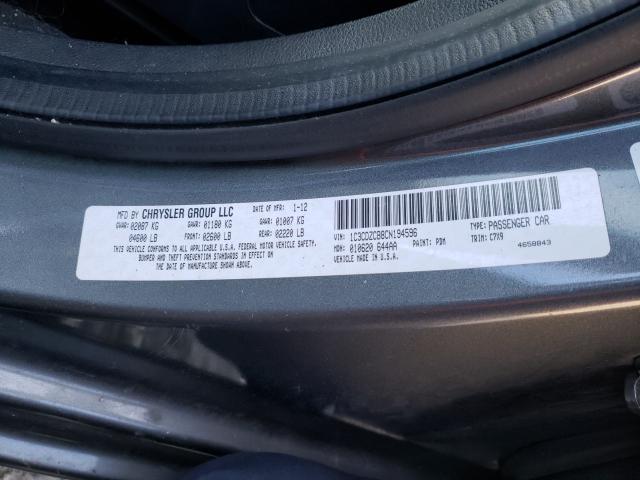 MFD BY CHRYSLER GROUP LLC DATE OF MFR: 1-12
GVWR: 02087 KG GAWR: 01180 KG GAWR: 01007 KG
04600 LB FRONT: 02600 LB REAR: 02220 LB
THIS VEHICLE CONFORMS TO ALL APPLICABLE U.S.A. FEDERAL MOTOR VEHICLE SAFETY,
BUMPER AND THEFT PREVENTION STANDARDS IN EFFECT ON
THE DATE OF MANUFACTURE SHOWN ABOVE.
VIN: 1C3CDZCB8CN194596 TYPE: PASSENGER CAR
MDH: 010620 644AA PAINT: PDM TRIM: C7X9
VEHICLE MADE IN U.S.A. 4658843